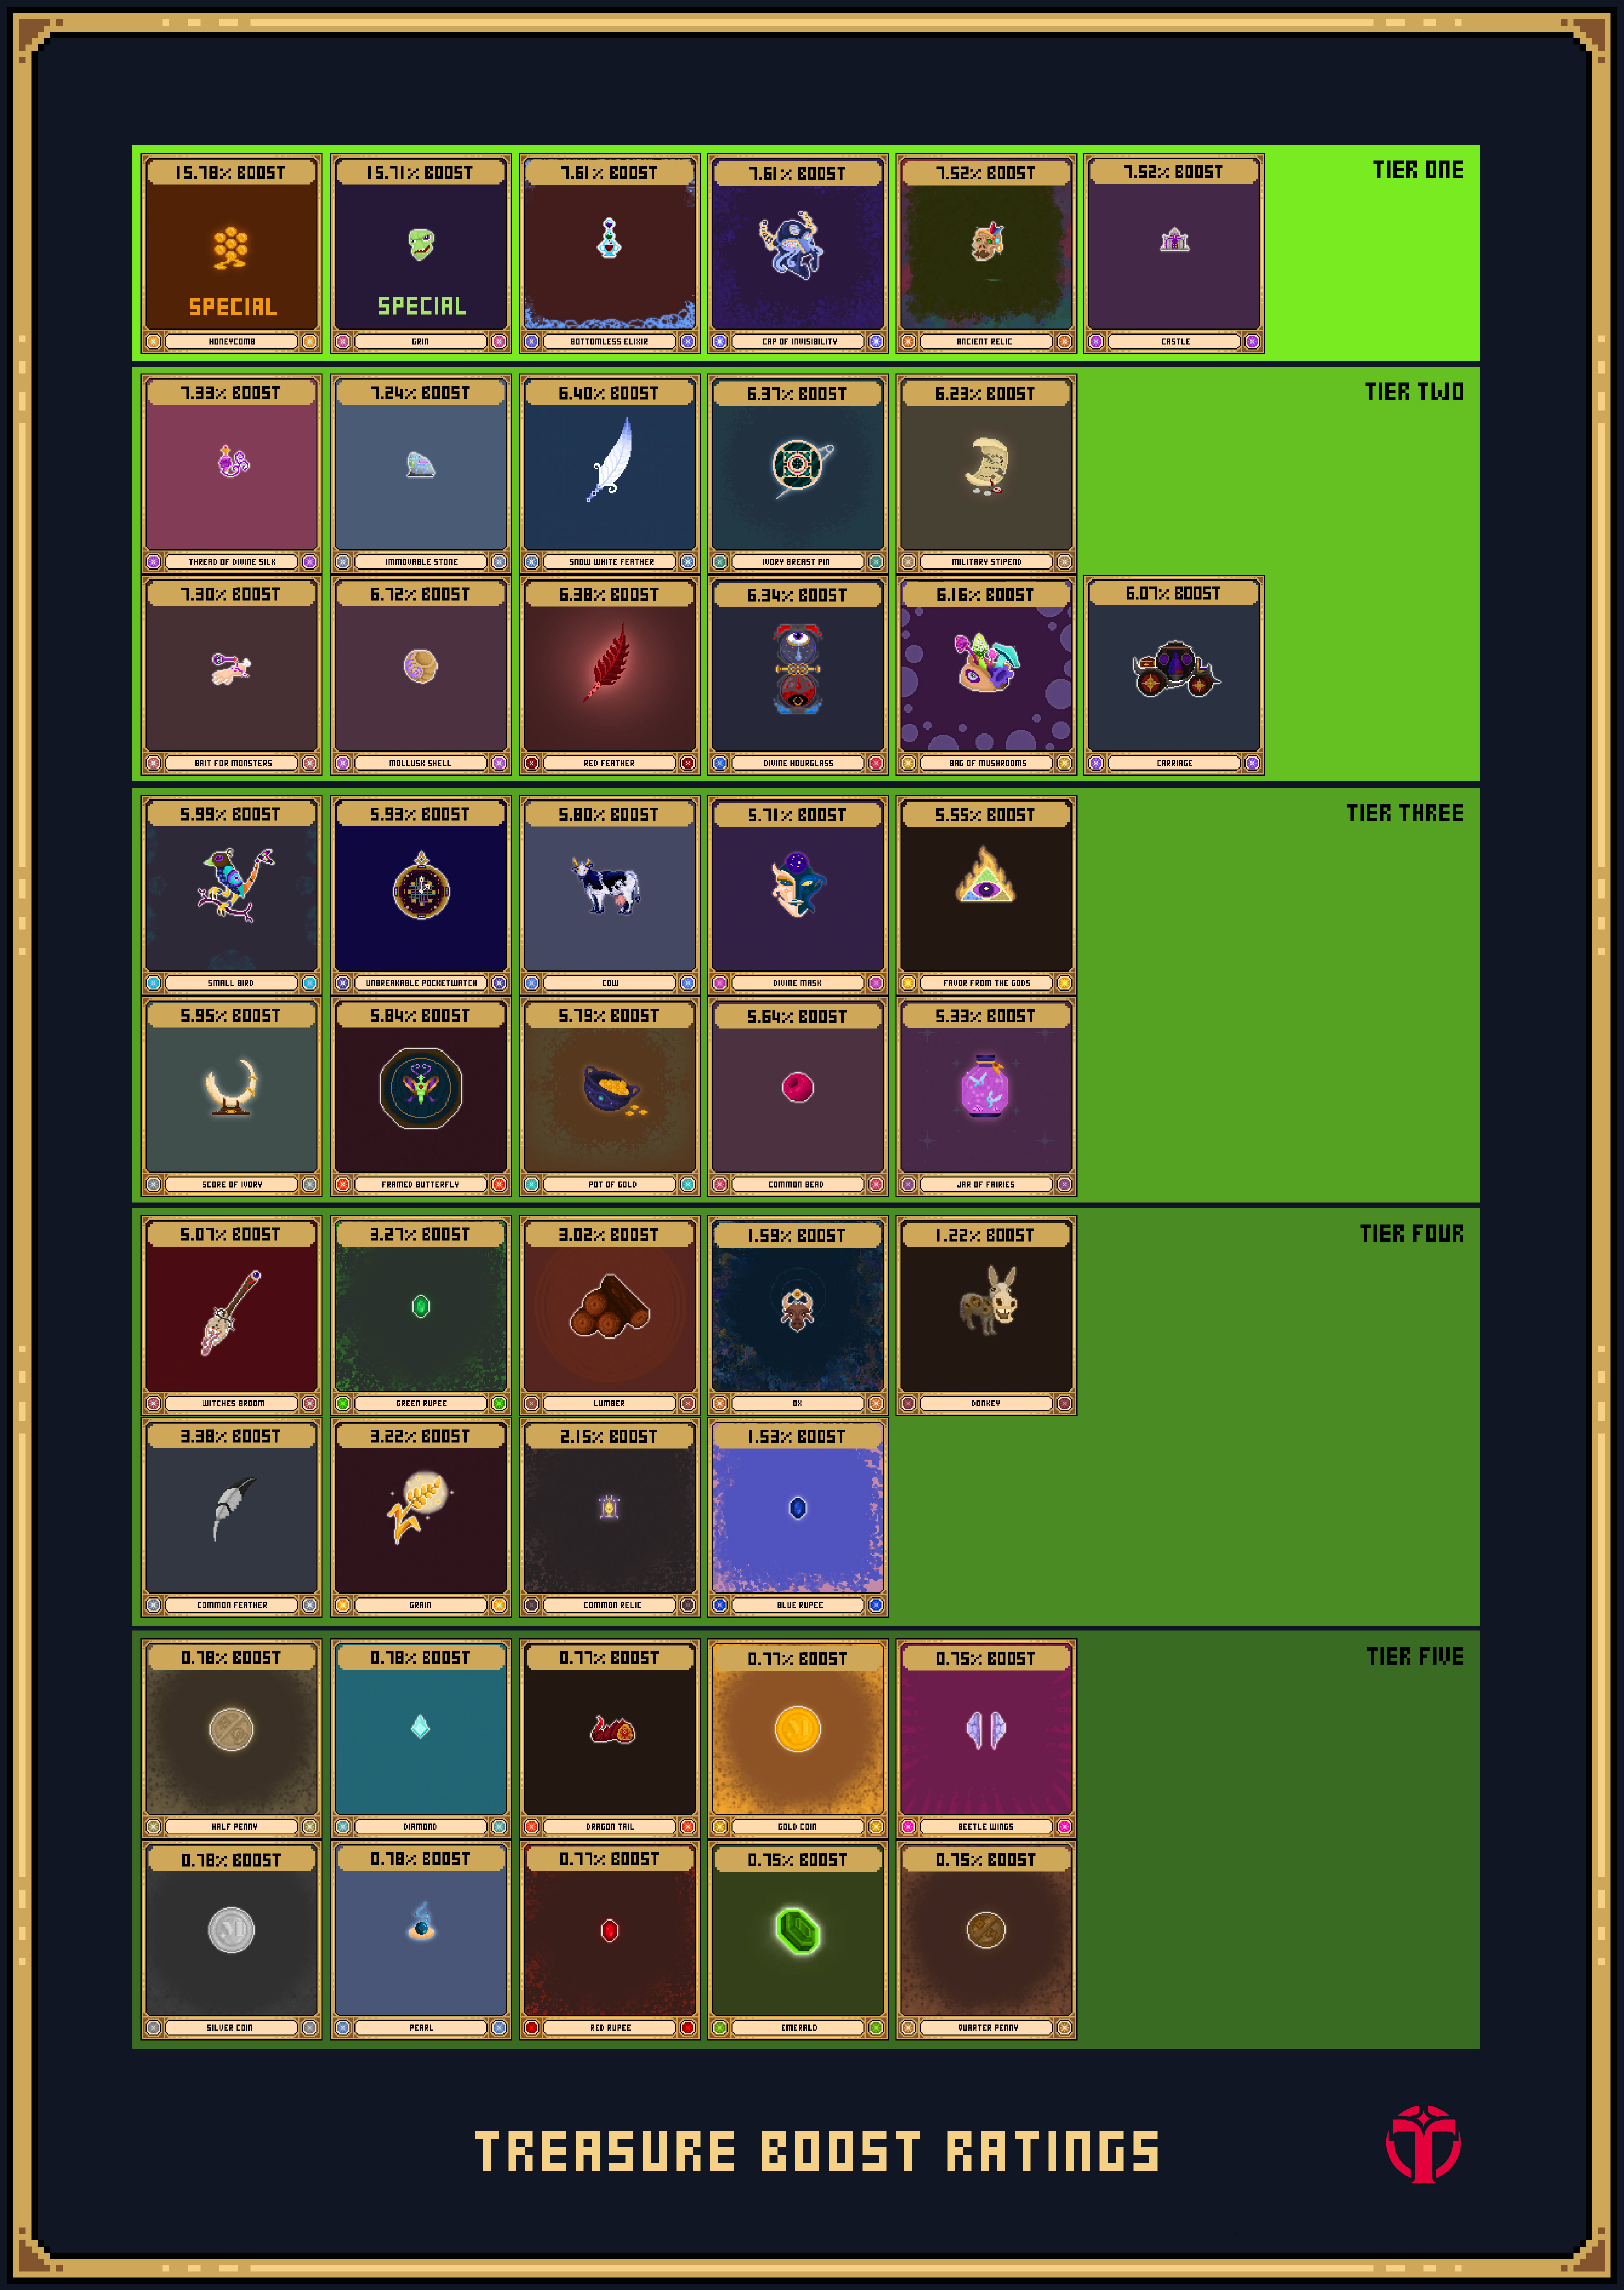 TIER ONE
15.78% BOOST
SPECIAL
HONEYCOMB
15.71% BOOST
SPECIAL
GRIN
7.61% BOOST
BOTTOMLESS ELIXIR
7.61% BOOST
CAP OF INVISIBILITY
7.52% BOOST
ANCIENT RELIC
7.52% BOOST
CASTLE
TIER TWO
7.33% BOOST
THREAD OF DIVINE SILK
7.24% BOOST
IMMOVABLE STONE
6.40% BOOST
SNOW WHITE FEATHER
6.37% BOOST
IVORY BREAST PIN
6.23% BOOST
MILITARY STIPEND
7.30% BOOST
BAIT FOR MONSTERS
6.72% BOOST
MOLLUSK SHELL
6.38% BOOST
RED FEATHER
6.34% BOOST
DIVINE HOURGLASS
6.16% BOOST
BAG OF MUSHROOMS
6.07% BOOST
CARRIAGE
TIER THREE
5.99% BOOST
SMALL BIRD
5.93% BOOST
UNBREAKABLE POCKETWATCH
5.80% BOOST
COW
5.71% BOOST
DIVINE MASK
5.55% BOOST
FAVOR FROM THE GODS
5.95% BOOST
SCORE OF IVORY
5.84% BOOST
FRAMED BUTTERFLY
5.79% BOOST
POT OF GOLD
5.64% BOOST
COMMON BEAD
5.33% BOOST
JAR OF FAIRIES
TIER FOUR
5.07% BOOST
WITCHES BROOM
3.27% BOOST
GREEN RUPEE
3.02% BOOST
LUMBER
1.59% BOOST
OX
1.22% BOOST
DONKEY
3.38% BOOST
COMMON FEATHER
3.22% BOOST
GRAIN
2.15% BOOST
COMMON RELIC
1.53% BOOST
BLUE RUPEE
TIER FIVE
0.78% BOOST
HALF PENNY
0.78% BOOST
DIAMOND
0.77% BOOST
DRAGON TAIL
0.77% BOOST
GOLD COIN
0.75% BOOST
BEETLE WINGS
0.78% BOOST
SILVER COIN
0.78% BOOST
PEARL
0.77% BOOST
RED RUPEE
0.75% BOOST
EMERALD
0.75% BOOST
QUARTER PENNY
TREASURE BOOST RATINGS